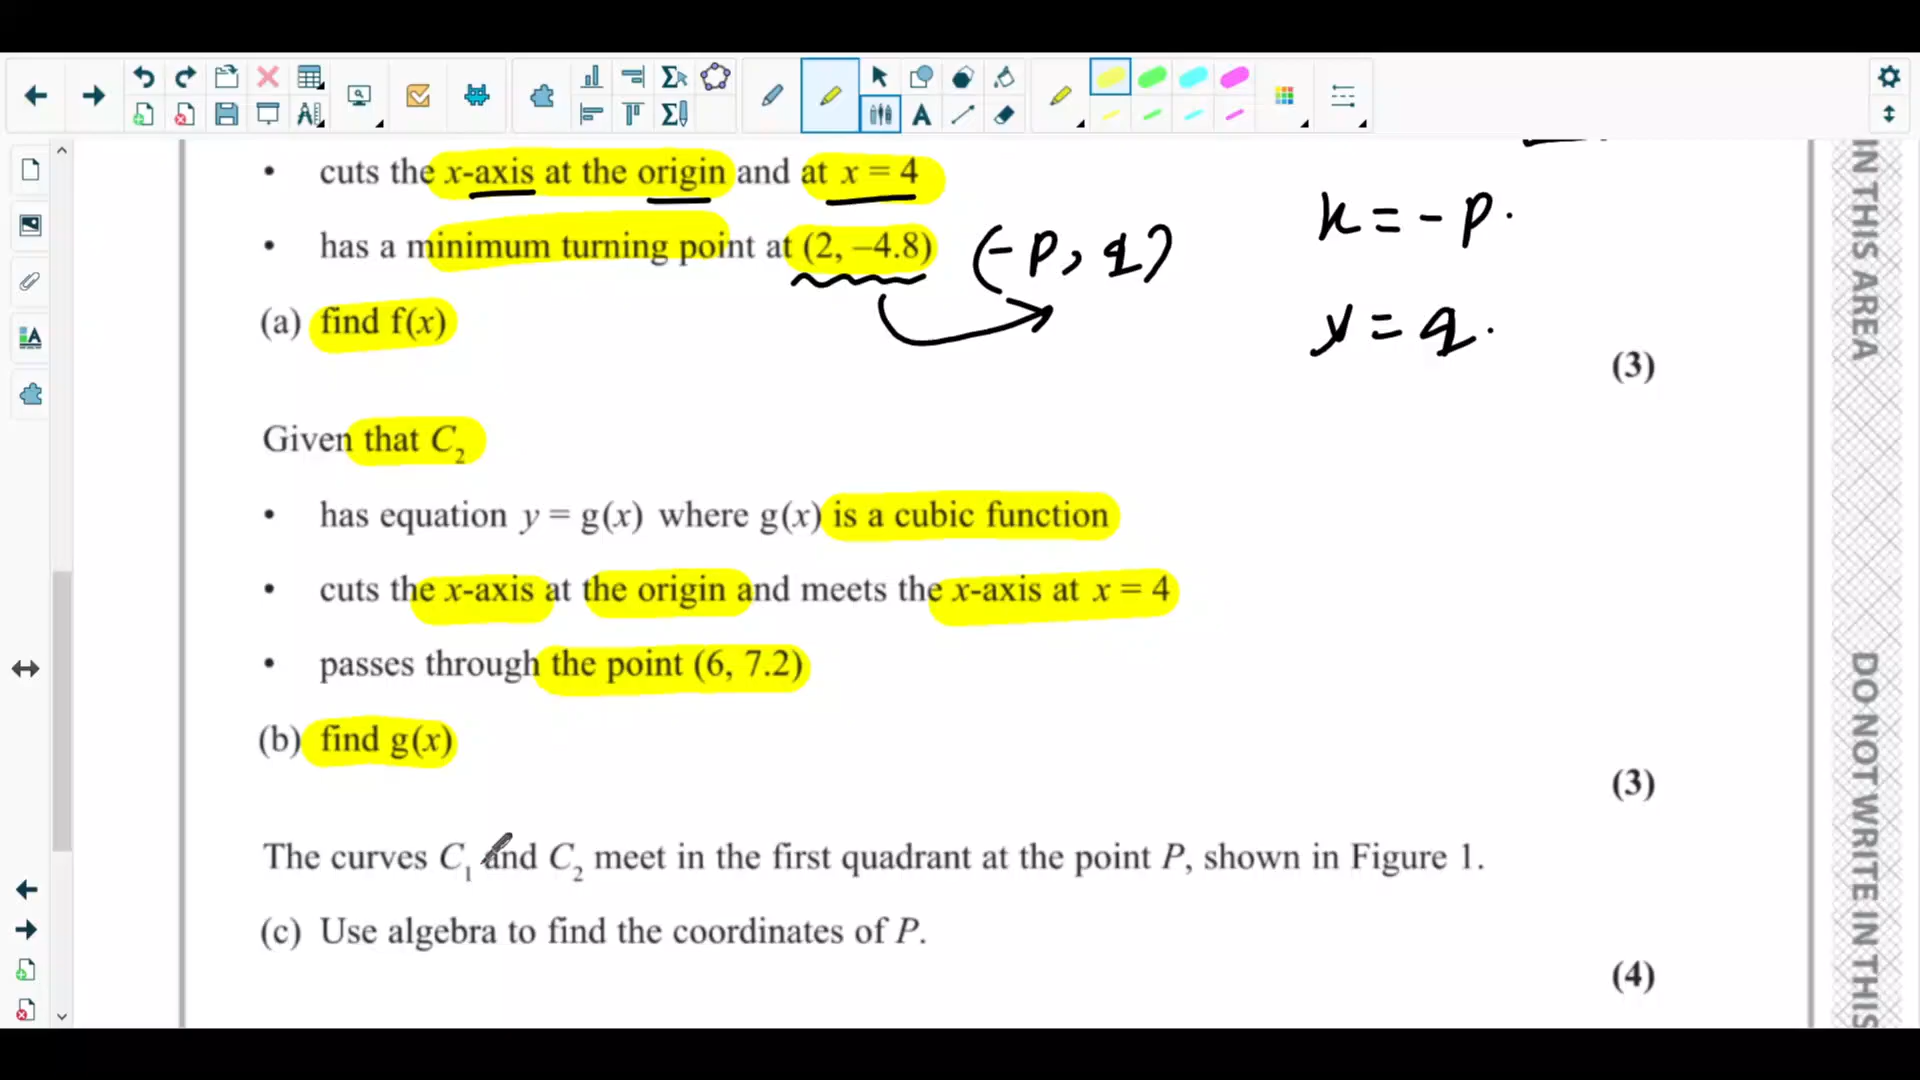 • cuts the x-axis at the origin and at x = 4
x = -p.
• has a minimum turning point at (2, –4.8) (-p, q)
(a) find f(x)
y = q.
(3)
Given that C₂
• has equation y = g(x) where g(x) is a cubic function
• cuts the x-axis at the origin and meets the x-axis at x = 4
• passes through the point (6, 7.2)
(b) find g(x)
(3)
The curves C₁ and C₂ meet in the first quadrant at the point P, shown in Figure 1.
(c) Use algebra to find the coordinates of P.
(4)
IN THIS AREA
DO NOT WRITE IN THIS